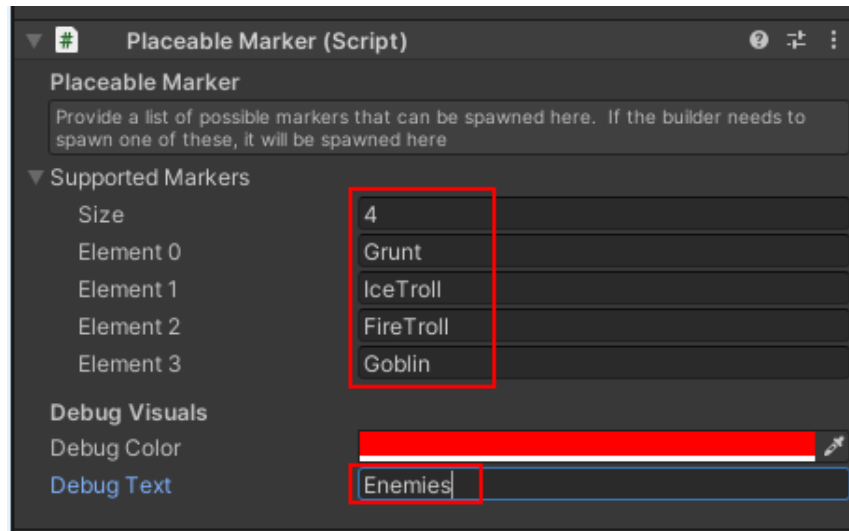 # Placeable Marker (Script)
Placeable Marker
Provide a list of possible markers that can be spawned here. If the builder needs to
spawn one of these, it will be spawned here
Supported Markers
Size 4
Element 0 Grunt
Element 1 IceTroll
Element 2 FireTroll
Element 3 Goblin
Debug Visuals
Debug Color
Debug Text Enemies